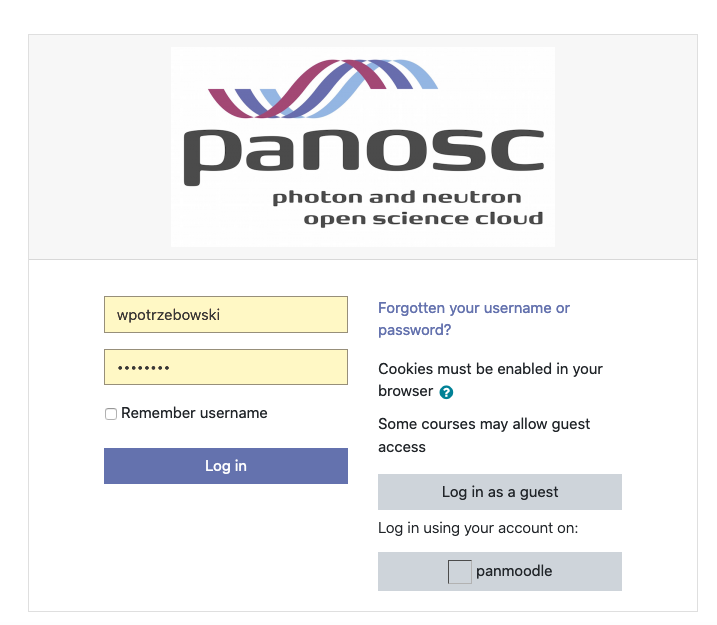 panosc
photon and neutron
open science cloud
wpotrzebowski
••••••••
Remember username
Log in
Forgotten your username or
password?
Cookies must be enabled in your
browser ?
Some courses may allow guest
access
Log in as a guest
Log in using your account on:
panmoodle